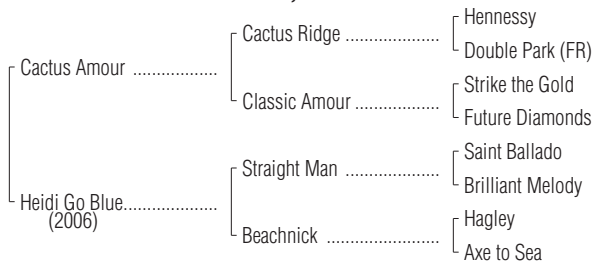 Hennessy
Cactus Ridge ..................
Double Park (FR)
Cactus Amour ................
Strike the Gold
Classic Amour ................
Future Diamonds
Saint Ballado
Straight Man ..................
Brilliant Melody
Heidi Go Blue..................
(2006)
Hagley
Beachnick ......................
Axe to Sea